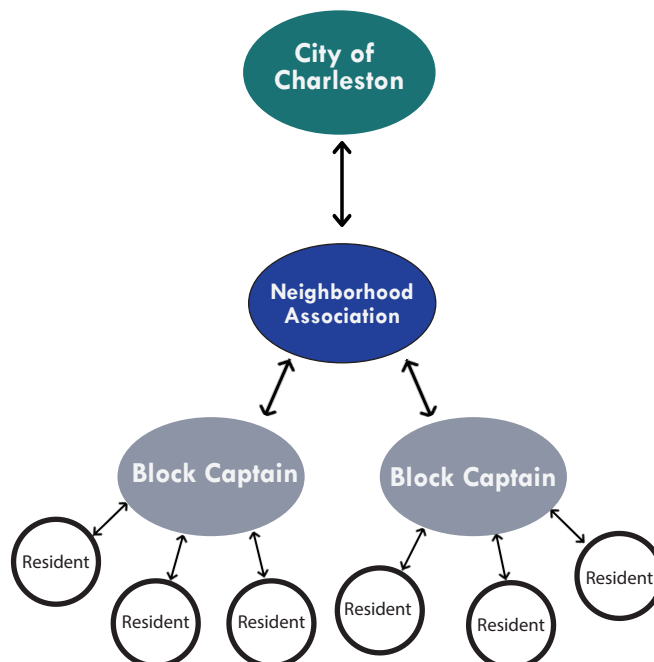 City of
Charleston
Neighborhood
Association
Block Captain
Block Captain
Resident
Resident
Resident
Resident
Resident
Resident